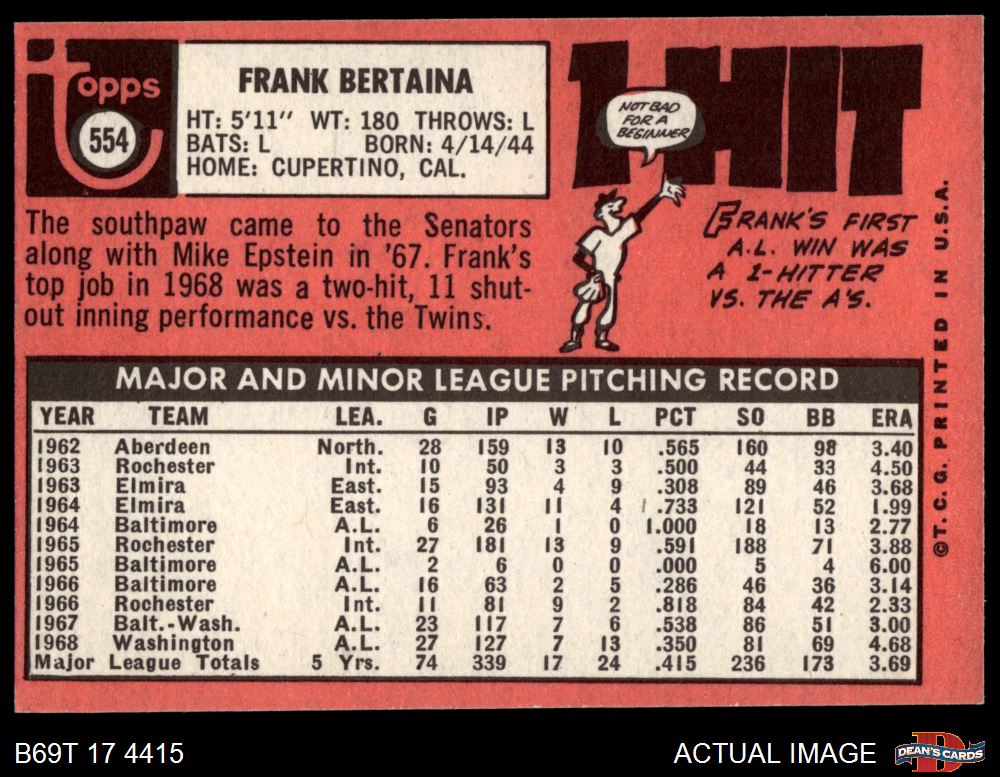 Topps
554
FRANK BERTAINA
HT: 5'11" WT: 180 THROWS: L
BATS: L BORN: 4/14/44
HOME: CUPERTINO, CAL.
The southpaw came to the Senators
along with Mike Epstein in '67. Frank's
top job in 1968 was a two-hit, 11 shut-
out inning performance vs. the Twins.
1-HIT
NOT BAD
FOR A
BEGINNER
FRANK'S FIRST
A.L. WIN WAS
A 1-HITTER
VS. THE A'S.
©T.C.G. PRINTED IN U.S.A.
MAJOR AND MINOR LEAGUE PITCHING RECORD
YEAR TEAM LEA. G IP W L PCT SO BB ERA
1962 Aberdeen North. 28 159 13 10 .565 160 98 3.40
1963 Rochester Int. 10 50 3 3 .500 44 33 4.50
1963 Elmira East. 15 93 4 9 .308 89 46 3.68
1964 Elmira East. 16 131 11 4 .733 121 52 1.99
1964 Baltimore A.L. 6 26 1 0 1.000 18 13 2.77
1965 Rochester Int. 27 181 13 9 .591 188 71 3.88
1965 Baltimore A.L. 2 6 0 0 .000 5 4 6.00
1966 Baltimore A.L. 16 63 2 5 .286 46 36 3.14
1966 Rochester Int. 11 81 9 2 .818 84 42 2.33
1967 Balt.-Wash. A.L. 23 117 7 6 .538 86 51 3.00
1968 Washington A.L. 27 127 7 13 .350 81 69 4.68
Major League Totals 5 Yrs. 74 339 17 24 .415 236 173 3.69
B69T 17 4415
ACTUAL IMAGE
DEAN'S CARDS